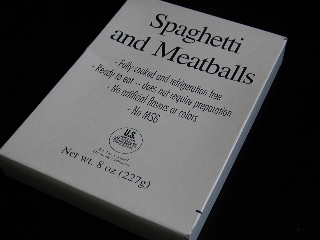 Spaghetti
and Meatballs
- Fully cooked and refrigeration free
- Ready to eat - does not require preparation
- No artificial flavors or colors
- No MSG
U.S.
Net wt. 8 oz (227g)